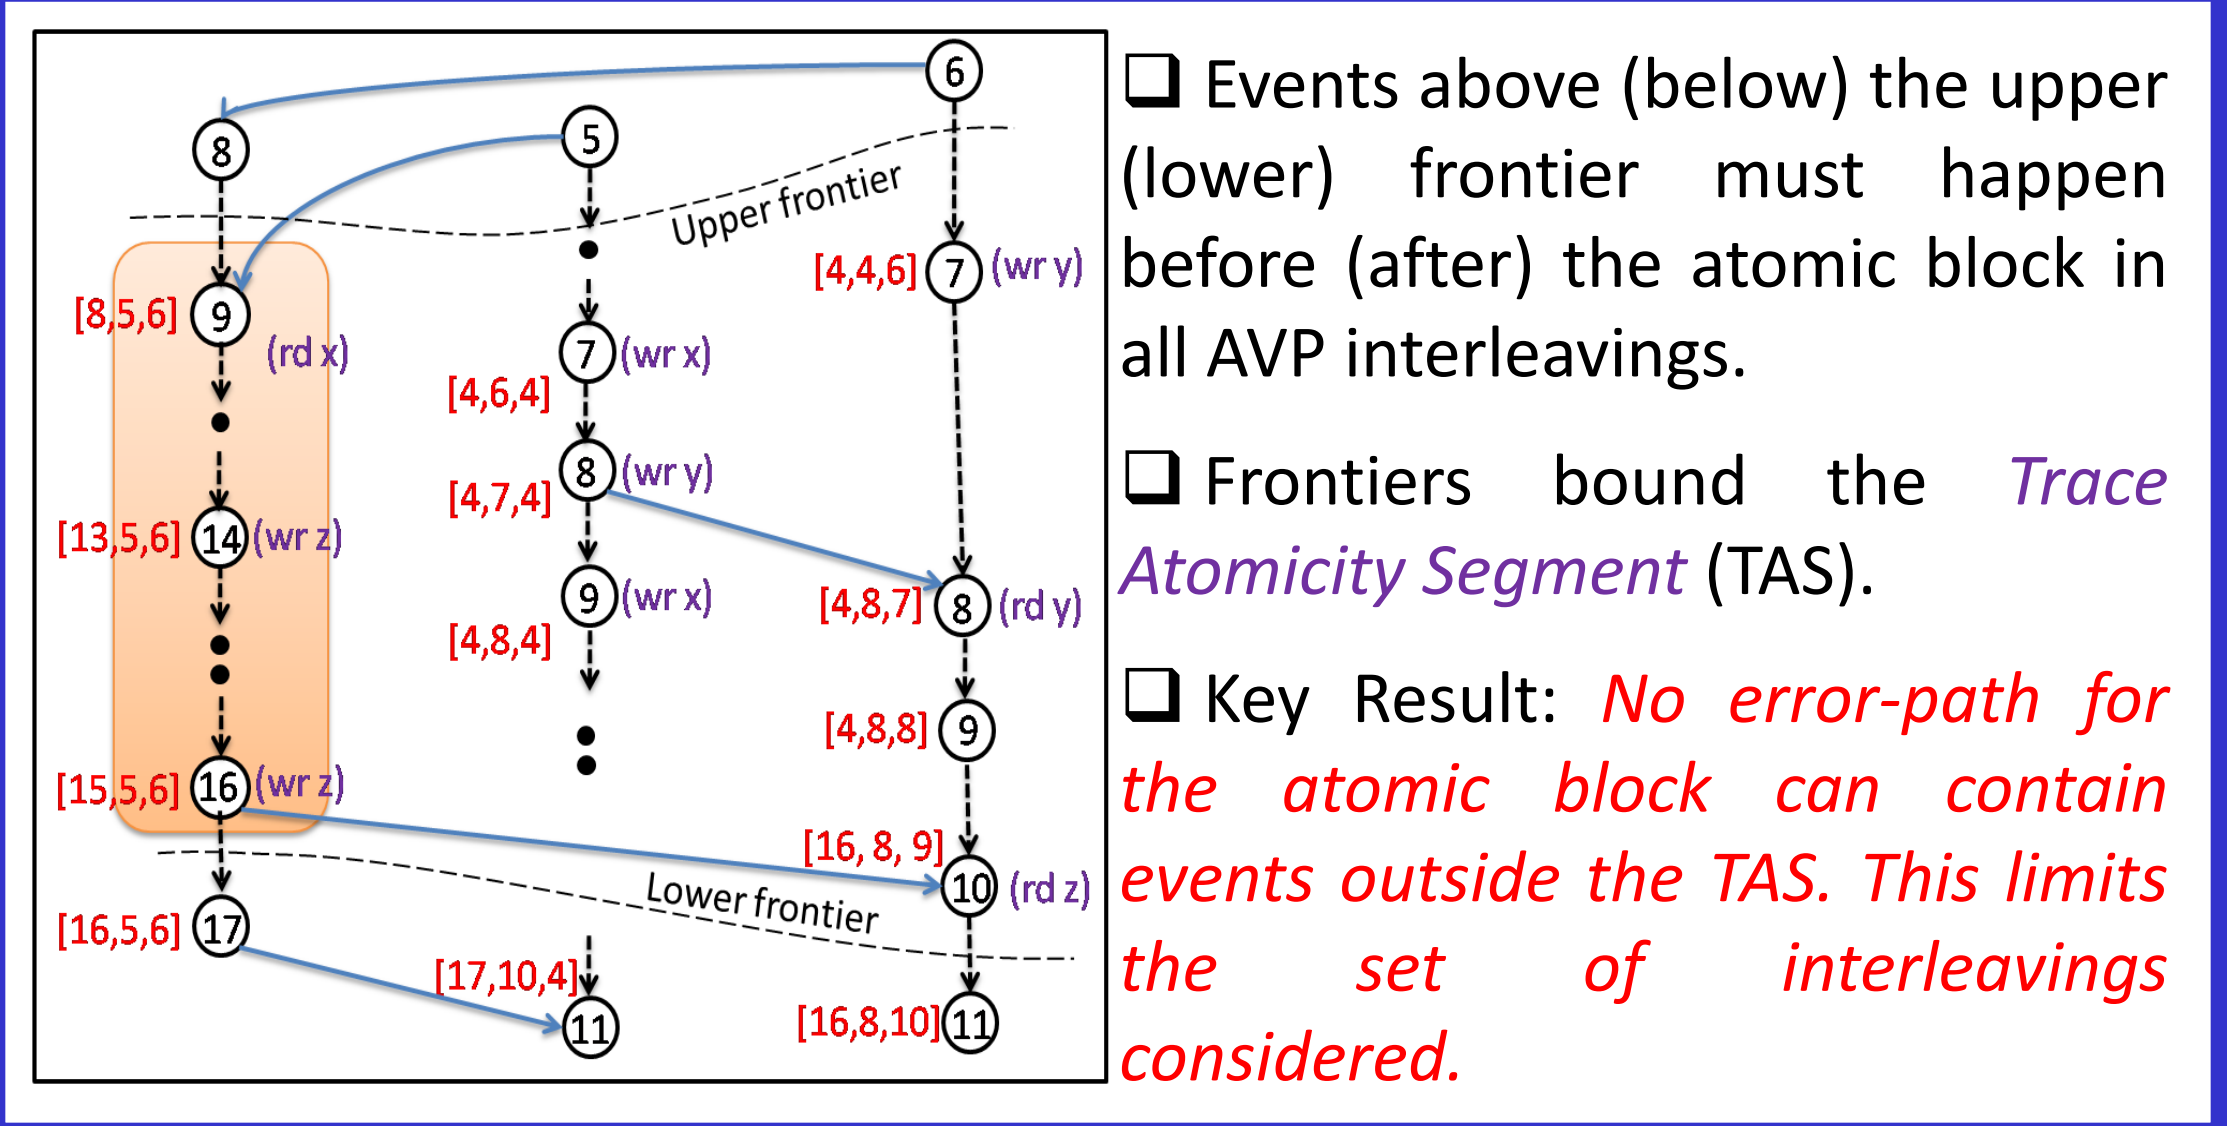 6
8
5
Upper frontier
[4,4,6] 7 (wr y)
[8,5,6] 9
(rd x)
7 (wr x)
[4,6,4]
8 (wr y)
[4,7,4]
[13,5,6] 14 (wr z)
9 (wr x)
[4,8,7] 8 (rd y)
[4,8,4]
[4,8,8] 9
[15,5,6] 16 (wr z)
[16, 8, 9]
10 (rd z)
Lower frontier
[16,5,6] 17
[17,10,4]
11
[16,8,10] 11
❑ Events above (below) the upper
(lower) frontier must happen
before (after) the atomic block in
all AVP interleavings.
❑ Frontiers bound the Trace
Atomicity Segment (TAS).
❑ Key Result: No error-path for
the atomic block can contain
events outside the TAS. This limits
the set of interleavings
considered.